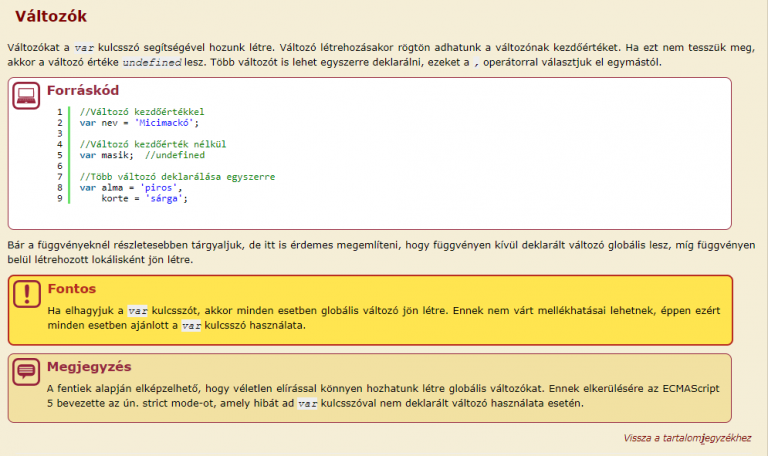 Változók
Változókat a var kulcsszó segítségével hozunk létre. Változó létrehozásakor rögtön adhatunk a változónak kezdőértéket. Ha ezt nem tesszük meg,
akkor a változó értéke undefined lesz. Több változót is lehet egyszerre deklarálni, ezeket a , operátorral választjuk el egymástól.
Forráskód
1 //Változó kezdőértékkel
2 var nev = 'Micimackó';
3
4 //Változó kezdőérték nélkül
5 var masik; //undefined
6
7 //Több változó deklarálása egyszerre
8 var alma = 'piros',
9 korte = 'sárga';
Bár a függvényeknél részletesebben tárgyaljuk, de itt is érdemes megemlíteni, hogy függvényen kívül deklarált változó globális lesz, míg függvényen
belül létrehozott lokálisként jön létre.
Fontos
Ha elhagyjuk a var kulcsszót, akkor minden esetben globális változó jön létre. Ennek nem várt mellékhatásai lehetnek, éppen ezért
minden esetben ajánlott a var kulcsszó használata.
Megjegyzés
A fentiek alapján elképzelhető, hogy véletlen elírással könnyen hozhatunk létre globális változókat. Ennek elkerülésére az ECMAScript
5 bevezette az ún. strict mode-ot, amely hibát ad var kulcsszóval nem deklarált változó használata esetén.
Vissza a tartalomjegyzékhez